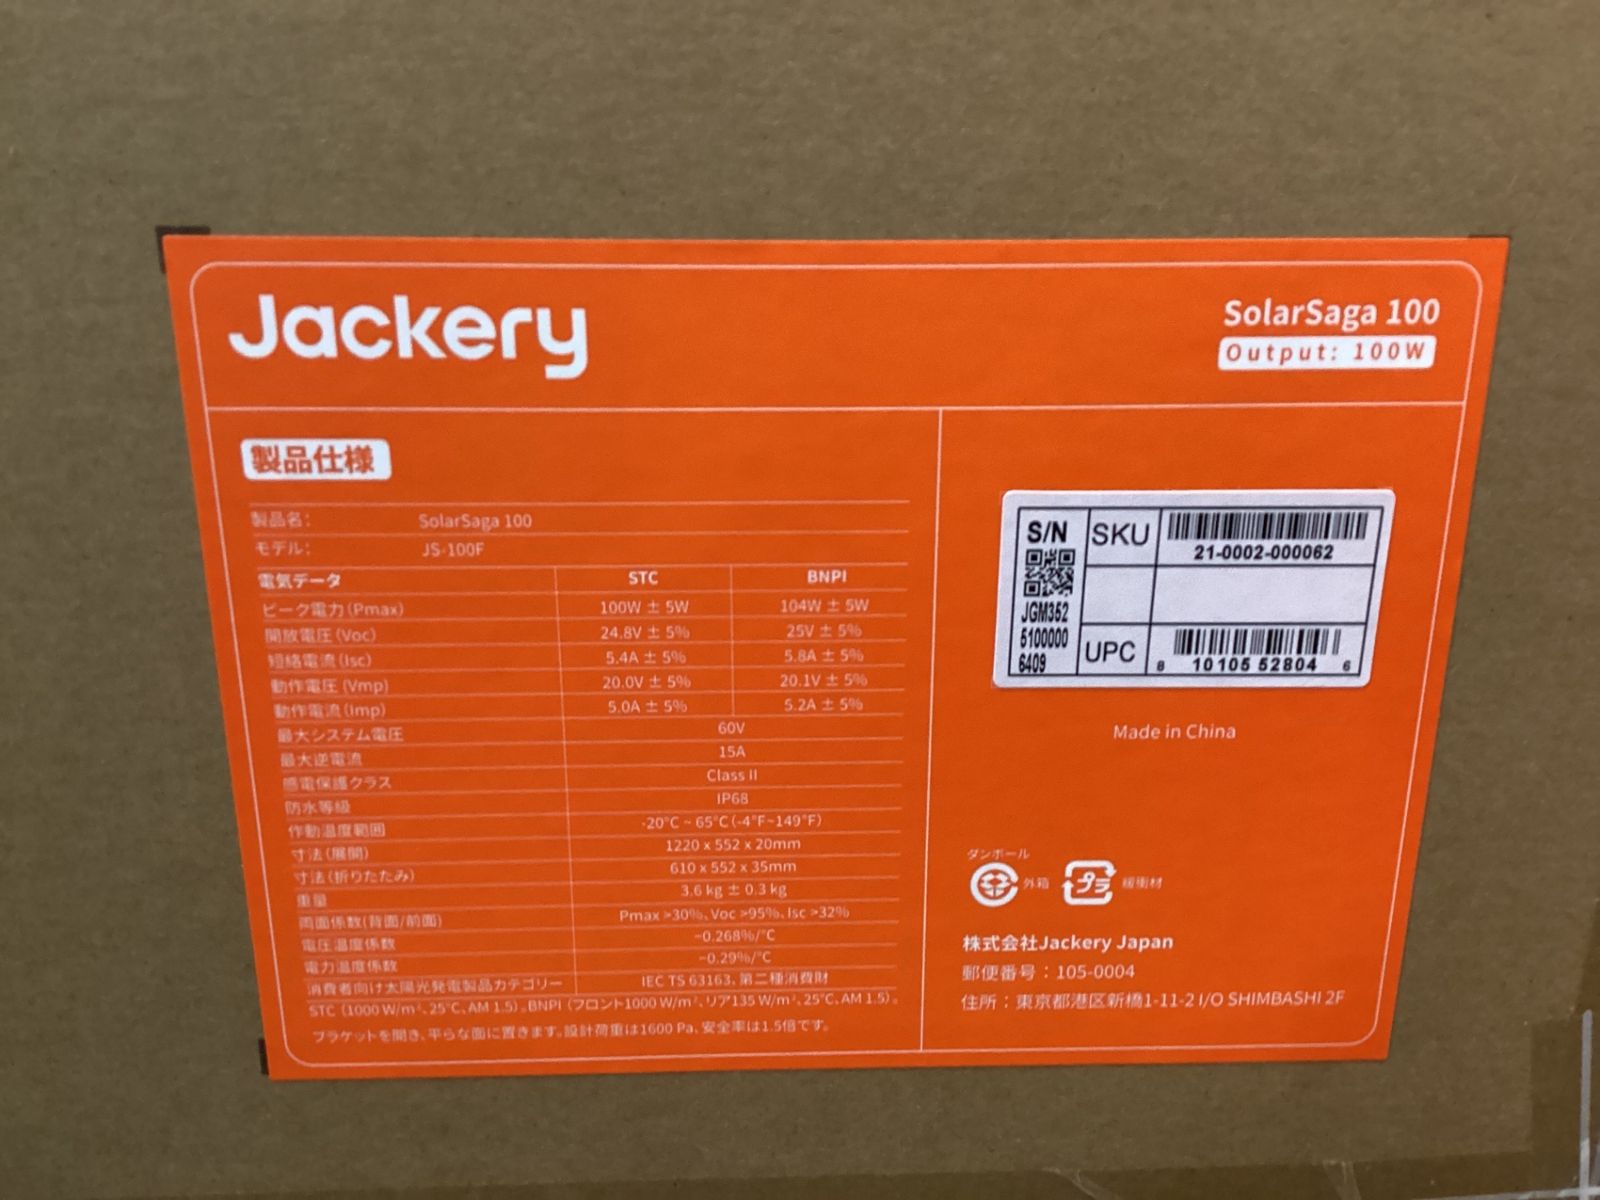 Jackery
SolarSaga 100
Output: 100W
製品仕様
製品名: SolarSaga 100
モデル: JS-100F
電気データ STC BNPI
ピーク電力(Pmax) 100W ± 5W 104W ± 5W
開放電圧(Voc) 24.8V ± 5% 25V ± 5%
短絡電流(Isc) 5.4A ± 5% 5.8A ± 5%
動作電圧(Vmp) 20.0V ± 5% 20.1V ± 5%
動作電流(Imp) 5.0A ± 5% 5.2A ± 5%
最大システム電圧 60V
最大逆電流 15A
感電保護クラス Class II
防水等級 IP68
作動温度範囲 -20°C ~ 65°C(-4°F~149°F)
寸法(展開) 1220 x 552 x 20mm
寸法(折りたたみ) 610 x 552 x 35mm
重量 3.6 kg ± 0.3 kg
両面係数(背面/前面) Pmax >30%、Voc >95%、Isc >32%
電圧温度係数 −0.268%/°C
電力温度係数 −0.29%/°C
消費者向け太陽光発電製品カテゴリー IEC TS 63163、第二種消費財
STC (1000 W/m²、25°C、AM 1.5)。BNPI (フロント1000 W/m²、リア135 W/m²、25°C、AM 1.5)。
ブラケットを開き、平らな面に置きます。設計荷重は1600 Pa、安全率は1.5倍です。
S/N
JGM352
5100000
6409
SKU
21-0002-000062
UPC
8 10105 52804 6
Made in China
ダンボール
外箱
プラ
緩衝材
株式会社Jackery Japan
郵便番号：105-0004
住所：東京都港区新橋1-11-2 I/O SHIMBASHI 2F